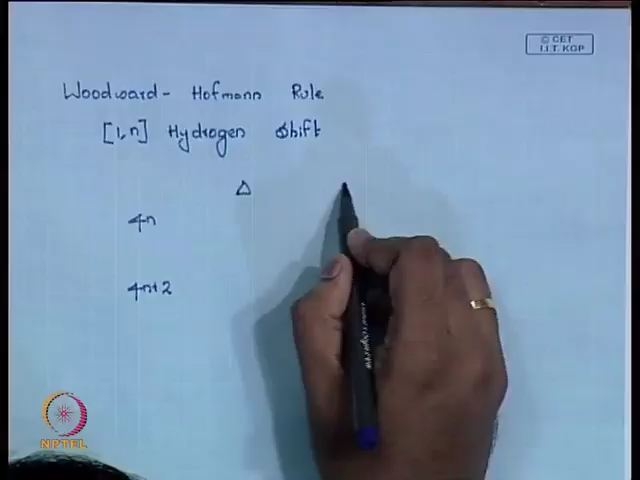 © CET
I.I.T. KGP
Woodward- Hofmann Rule
[1,n] Hydrogen Shift
Δ
4n
4n+2
NPTEL